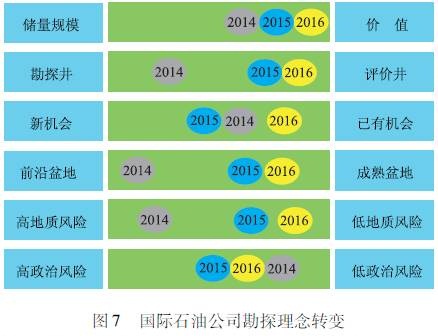 储量规模 2014 2015 2016 价 值
勘探井 2014 2015 2016 评价井
新机会 2015 2014 2016 已有机会
前沿盆地 2014 2015 2016 成熟盆地
高地质风险 2014 2015 2016 低地质风险
高政治风险 2015 2016 2014 低政治风险
图 7 国际石油公司勘探理念转变